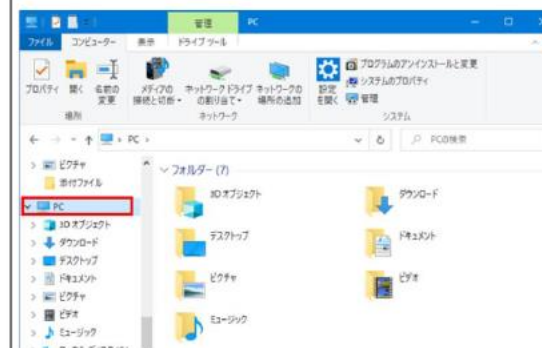 管理 PC
ファイル コンピューター 表示 ドライブ ツール
プロパティ 開く 名前の変更 メディアの接続と切断 ネットワーク ドライブの割り当て ネットワークの場所の追加 設定を開く
プログラムのアンインストールと変更
システムのプロパティ
管理
場所 ネットワーク システム
PC PCの検索
ピクチャ
添付ファイル
PC
3D オブジェクト
ダウンロード
デスクトップ
ドキュメント
ピクチャ
ビデオ
ミュージック
フォルダー (7)
3D オブジェクト ダウンロード
デスクトップ ドキュメント
ピクチャ ビデオ
ミュージック